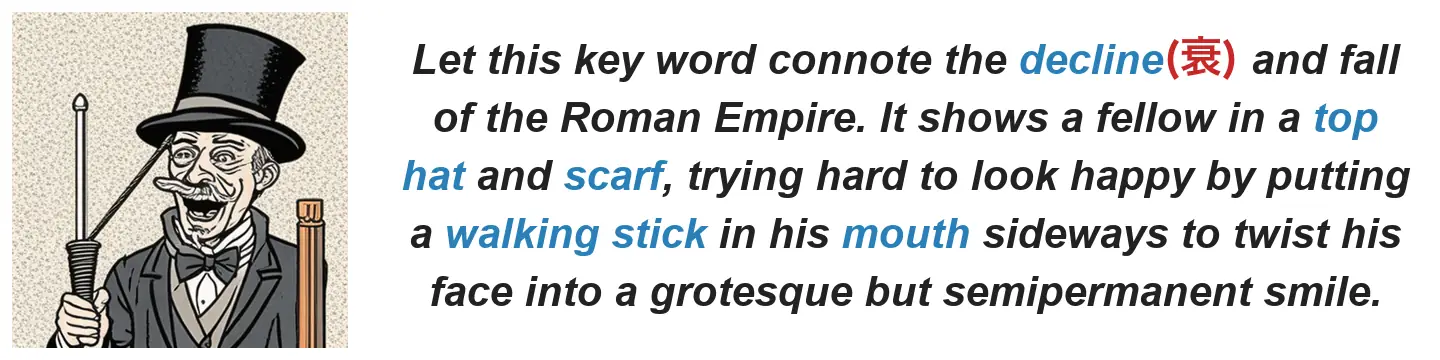 Let this key word connote the decline(衰) and fall
of the Roman Empire. It shows a fellow in a top
hat and scarf, trying hard to look happy by putting
a walking stick in his mouth sideways to twist his
face into a grotesque but semipermanent smile.